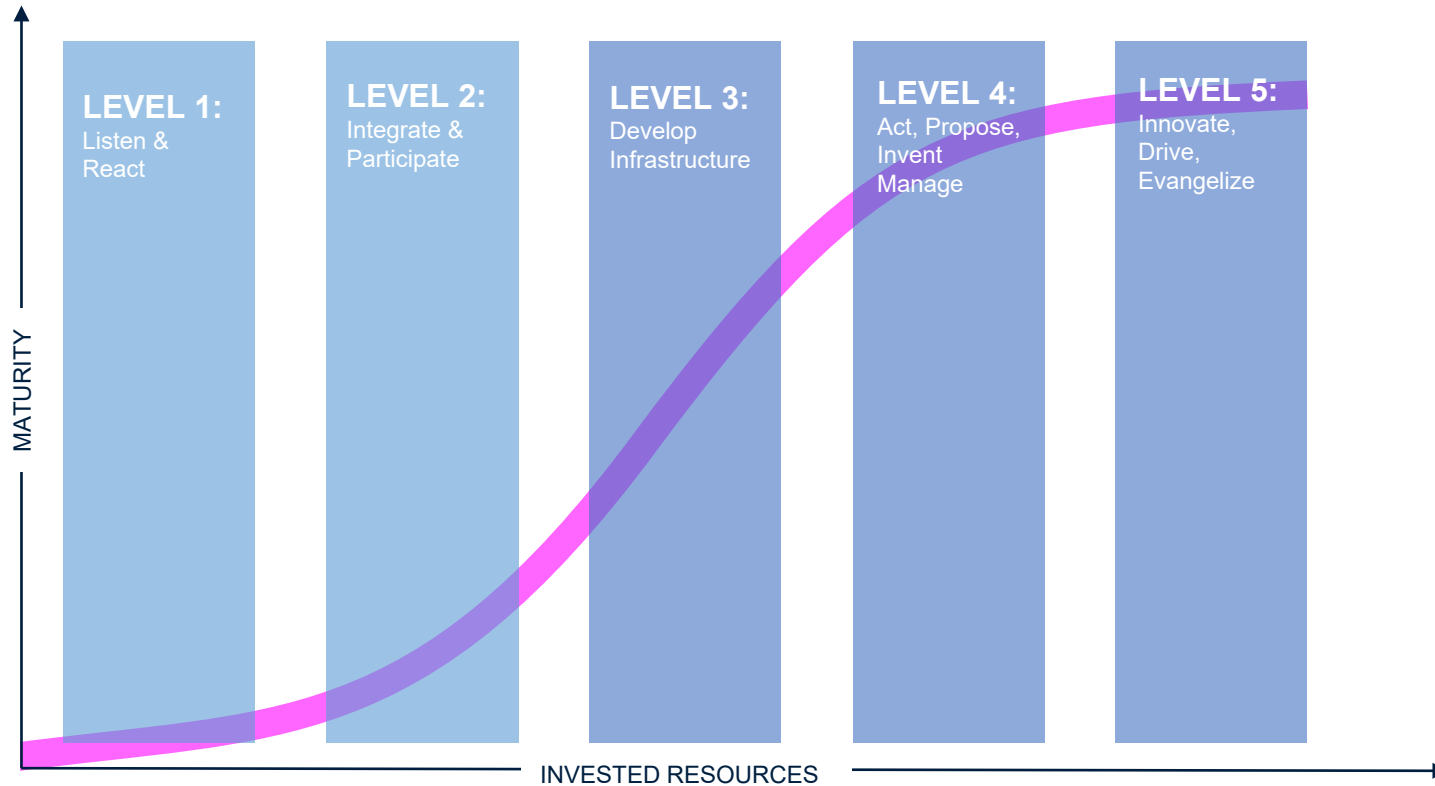 LEVEL 1:
Listen &
React
LEVEL 2:
Integrate &
Participate
LEVEL 3:
Develop
Infrastructure
LEVEL 4:
Act, Propose,
Invent
Manage
LEVEL 5:
Innovate,
Drive,
Evangelize
MATURITY
INVESTED RESOURCES